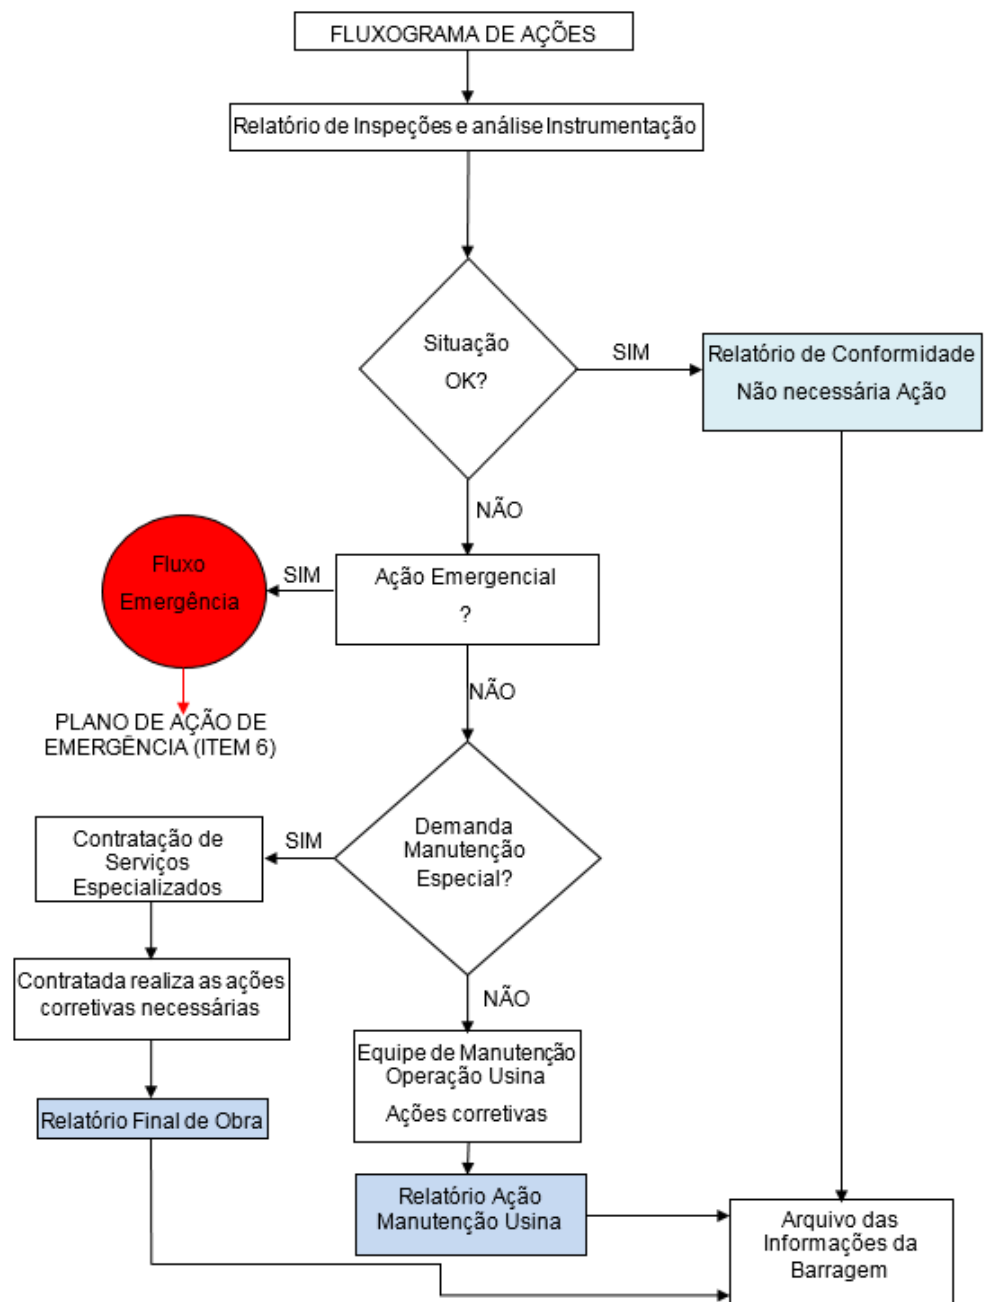 FLUXOGRAMA DE AÇÕES
Relatório de Inspeções e análise Instrumentação
Situação
OK?
SIM
Relatório de Conformidade
Não necessária Ação
NÃO
Fluxo
Emergência
SIM
Ação Emergencial
?
NÃO
PLANO DE AÇÃO DE
EMERGÊNCIA (ITEM 6)
Demanda
Manutenção
Especial?
SIM
Contratação de
Serviços
Especializados
Contratada realiza as ações
corretivas necessárias
NÃO
Equipe de Manutenção
Operação Usina
Ações corretivas
Relatório Final de Obra
Relatório Ação
Manutenção Usina
Arquivo das
Informações da
Barragem